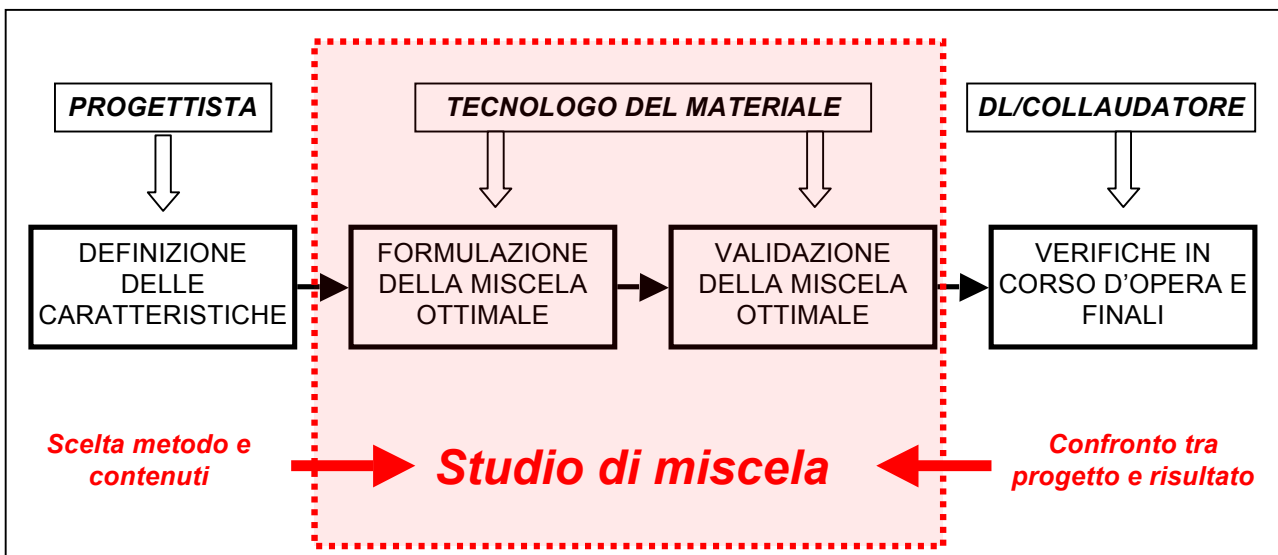 PROGETTISTA
TECNOLOGO DEL MATERIALE
DL/COLLAUDATORE
DEFINIZIONE
DELLE
CARATTERISTICHE
FORMULAZIONE
DELLA MISCELA
OTTIMALE
VALIDAZIONE
DELLA MISCELA
OTTIMALE
VERIFICHE IN
CORSO D’OPERA E
FINALI
Scelta metodo e
contenuti
Studio di miscela
Confronto tra
progetto e risultato